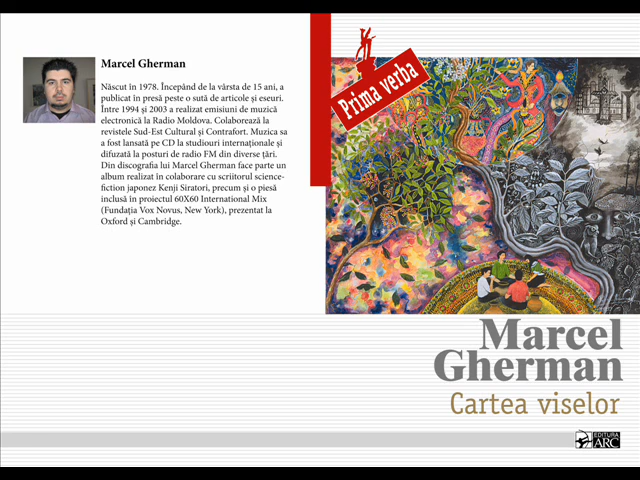 Marcel Gherman
Născut în 1978. Începând de la vârsta de 15 ani, a
publicat în presă peste o sută de articole și eseuri.
Între 1994 și 2003 a realizat emisiuni de muzică
electronică la Radio Moldova. Colaborează la
revistele Sud-Est Cultural și Contrafort. Muzica sa
a fost lansată pe CD la studiouri internaționale și
difuzată la posturi de radio FM din diverse țări.
Din discografia lui Marcel Gherman face parte un
album realizat în colaborare cu scriitorul science-
fiction japonez Kenji Siratori, precum și o piesă
inclusă în proiectul 60X60 International Mix
(Fundația Vox Novus, New York), prezentat la
Oxford și Cambridge.
Prima verba
Marcel
Gherman
Cartea viselor
EDITURA
ARC